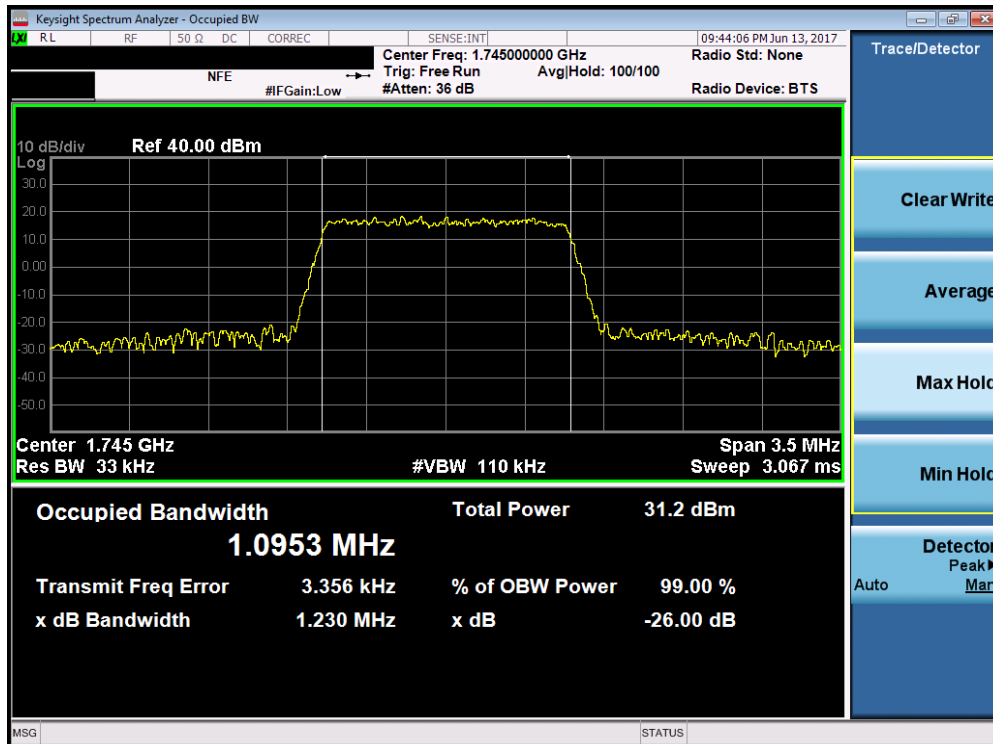 Keysight Spectrum Analyzer - Occupied BW
LXI RL RF 50 Ω DC CORREC SENSE:INT 09:44:06 PM Jun 13, 2017
Center Freq: 1.745000000 GHz Radio Std: None
NFE Trig: Free Run Avg|Hold: 100/100
#IFGain:Low #Atten: 36 dB Radio Device: BTS
Trace/Detector
10 dB/div Ref 40.00 dBm
Log
30.0
20.0
10.0
0.00
-10.0
-20.0
-30.0
-40.0
-50.0
Center 1.745 GHz Span 3.5 MHz
Res BW 33 kHz #VBW 110 kHz Sweep 3.067 ms
Occupied Bandwidth Total Power 31.2 dBm
1.0953 MHz
Transmit Freq Error 3.356 kHz % of OBW Power 99.00 %
x dB Bandwidth 1.230 MHz x dB -26.00 dB
Clear Write
Average
Max Hold
Min Hold
Detector
Peak
Auto Man
MSG STATUS